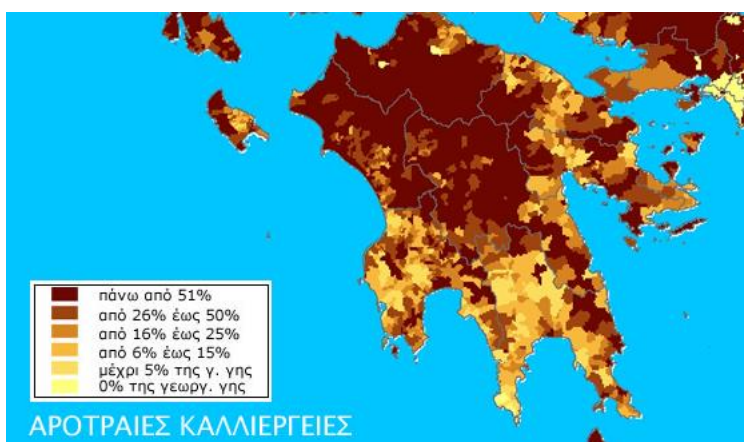 πάνω από 51%
από 26% έως 50%
από 16% έως 25%
από 6% έως 15%
μέχρι 5% της γ. γης
0% της γεωργ. γης
ΑΡΟΤΡΑΙΕΣ ΚΑΛΛΙΕΡΓΕΙΕΣ